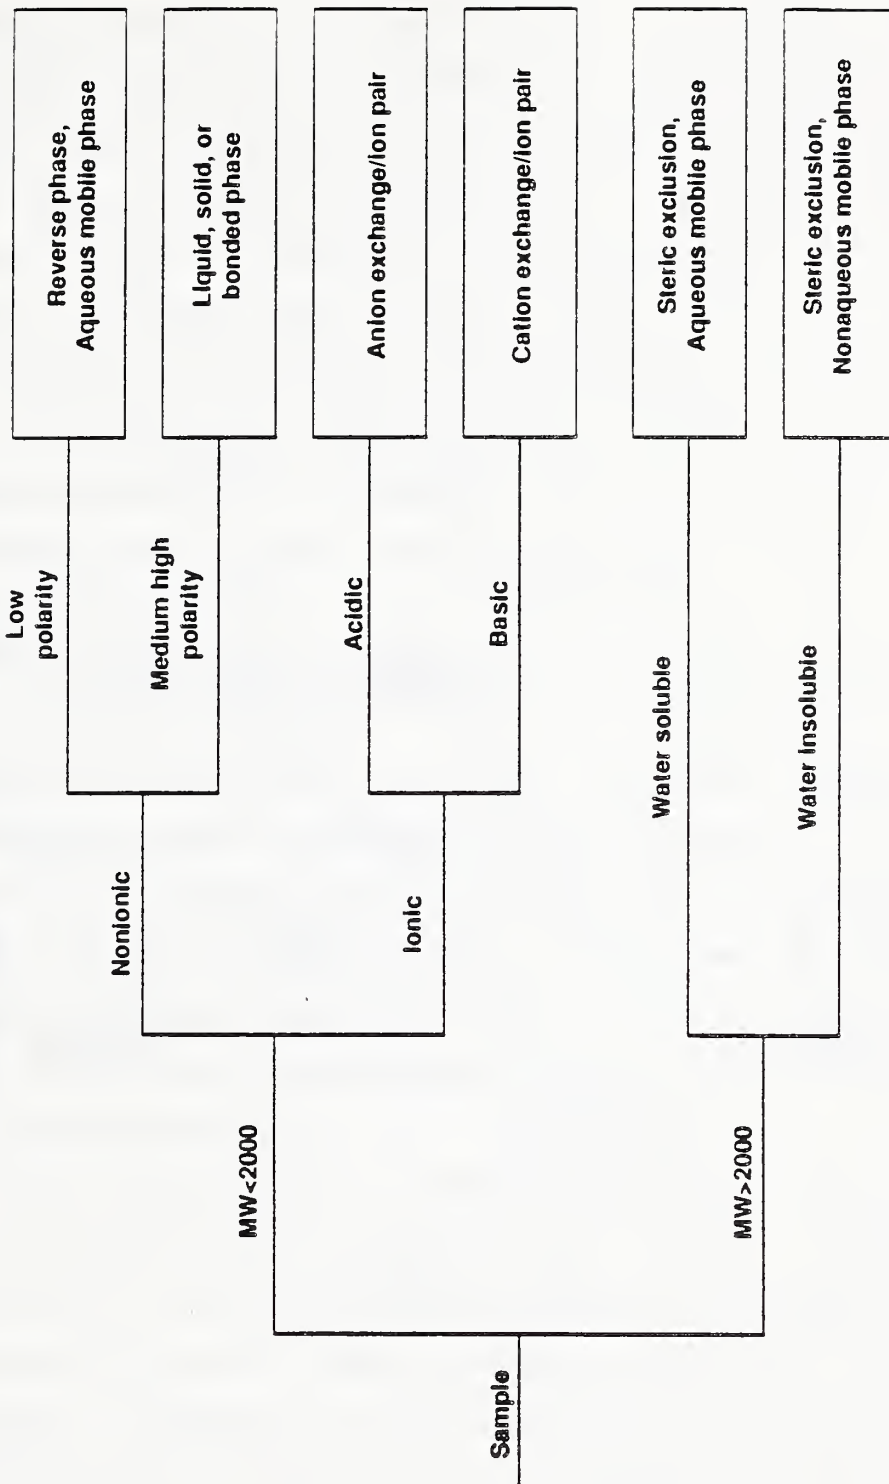 Sample
MW<2000
MW>2000
Nonionic
Ionic
Water soluble
Water insoluble
Low
polarity
Medium high
polarity
Acidic
Basic
Reverse phase,
Aqueous mobile phase
Liquid, solid, or
bonded phase
Anion exchange/ion pair
Cation exchange/ion pair
Steric exclusion,
Aqueous mobile phase
Steric exclusion,
Nonaqueous mobile phase